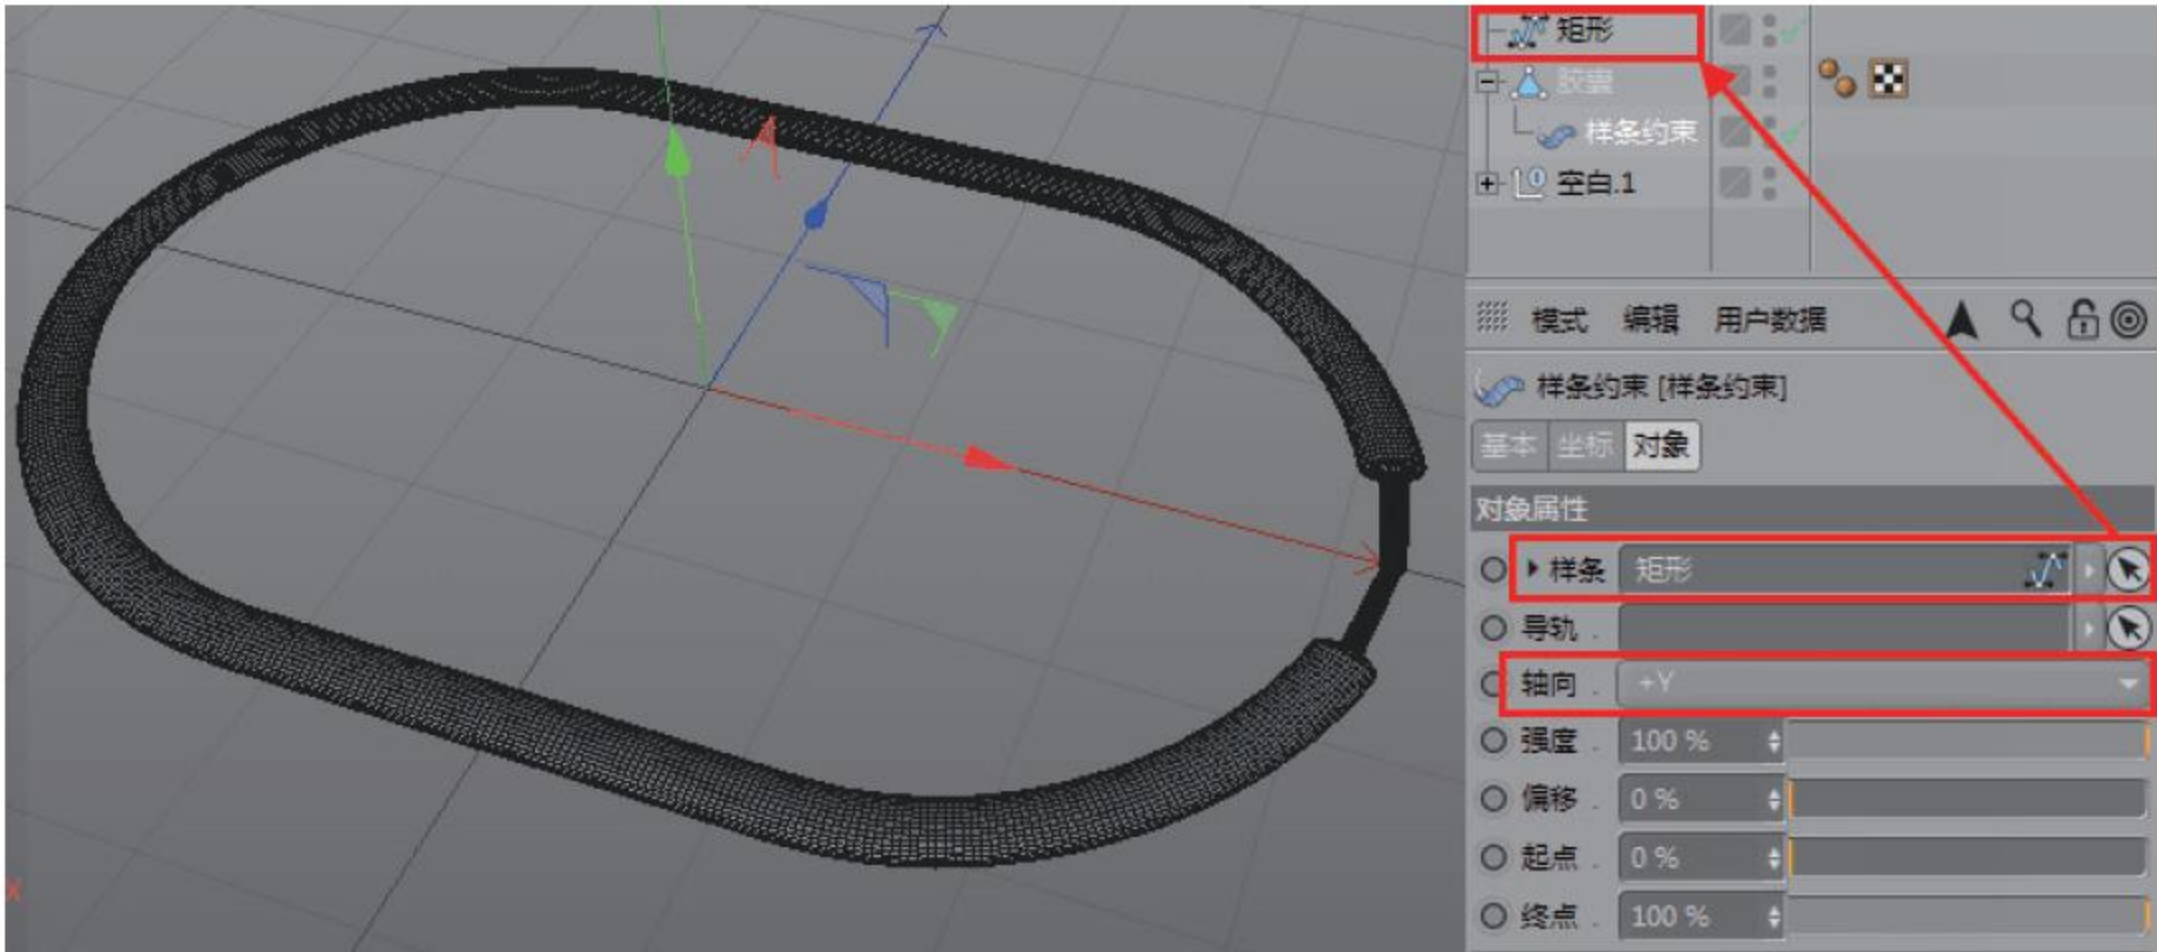 矩形
胶囊
样条约束
空白.1
模式 编辑 用户数据
样条约束 [样条约束]
基本 坐标 对象
对象属性
样条 矩形
导轨 .
轴向 . +Y
强度 . 100 %
偏移 . 0 %
起点 . 0 %
终点 . 100 %
X